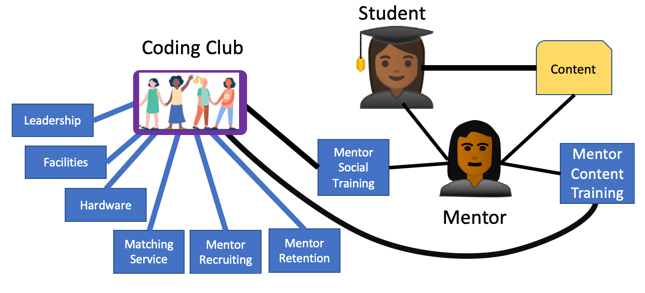 Student
Coding Club
Content
Leadership
Facilities
Hardware
Matching
Service
Mentor
Recruiting
Mentor
Retention
Mentor
Social
Training
Mentor
Mentor
Content
Training